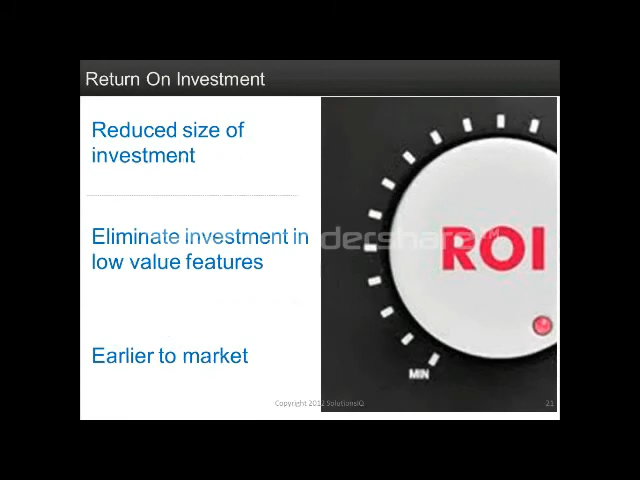 Return On Investment
Reduced size of
investment
Eliminate investment in
low value features
Earlier to market
ROI
MIN
Copyright 2012 SolutionsIQ
21